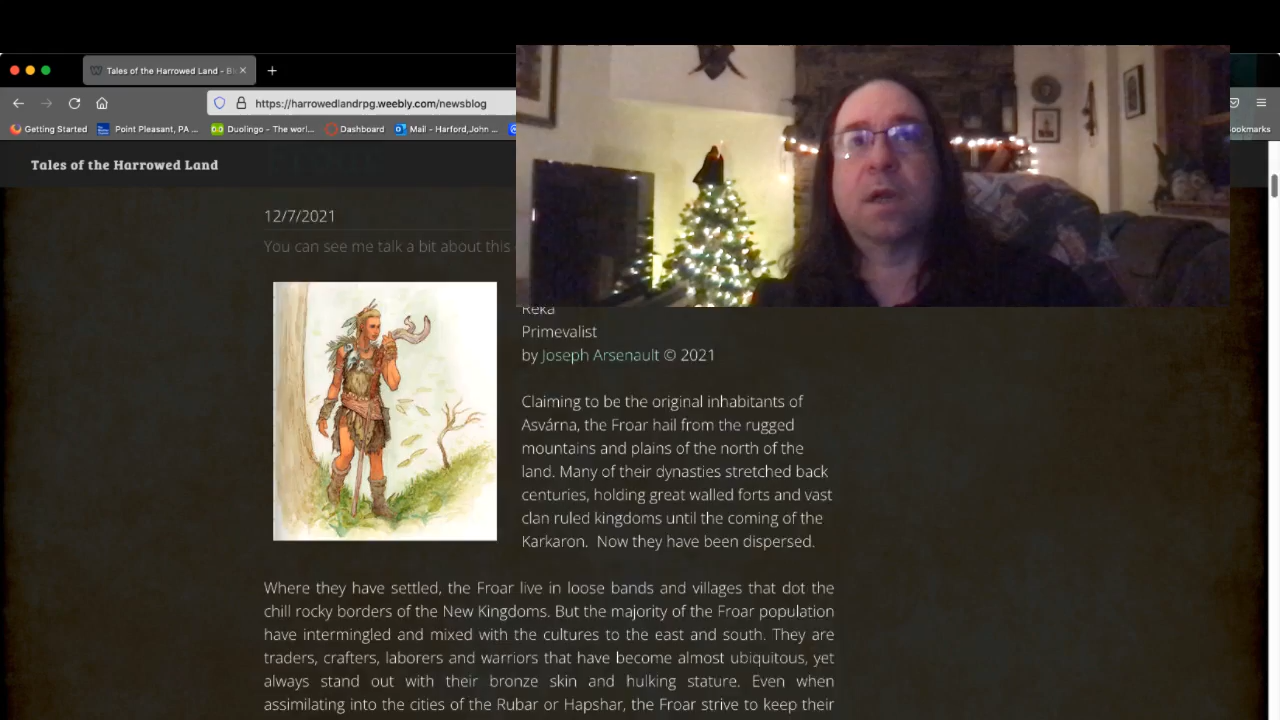 Tales of the Harrowed Land - Bl
https://harrowedlandrpg.weebly.com/newsblog
Getting Started
Point Pleasant, PA ...
Duolingo - The worl...
Dashboard
Mail - Harford,John ...
ookmarks
Tales of the Harrowed Land
12/7/2021
You can see me talk a bit about this
Reka
Primevalist
by Joseph Arsenault © 2021
Claiming to be the original inhabitants of
Asvárna, the Froar hail from the rugged
mountains and plains of the north of the
land. Many of their dynasties stretched back
centuries, holding great walled forts and vast
clan ruled kingdoms until the coming of the
Karkaron. Now they have been dispersed.
Where they have settled, the Froar live in loose bands and villages that dot the
chill rocky borders of the New Kingdoms. But the majority of the Froar population
have intermingled and mixed with the cultures to the east and south. They are
traders, crafters, laborers and warriors that have become almost ubiquitous, yet
always stand out with their bronze skin and hulking stature. Even when
assimilating into the cities of the Rubar or Hapshar, the Froar strive to keep their